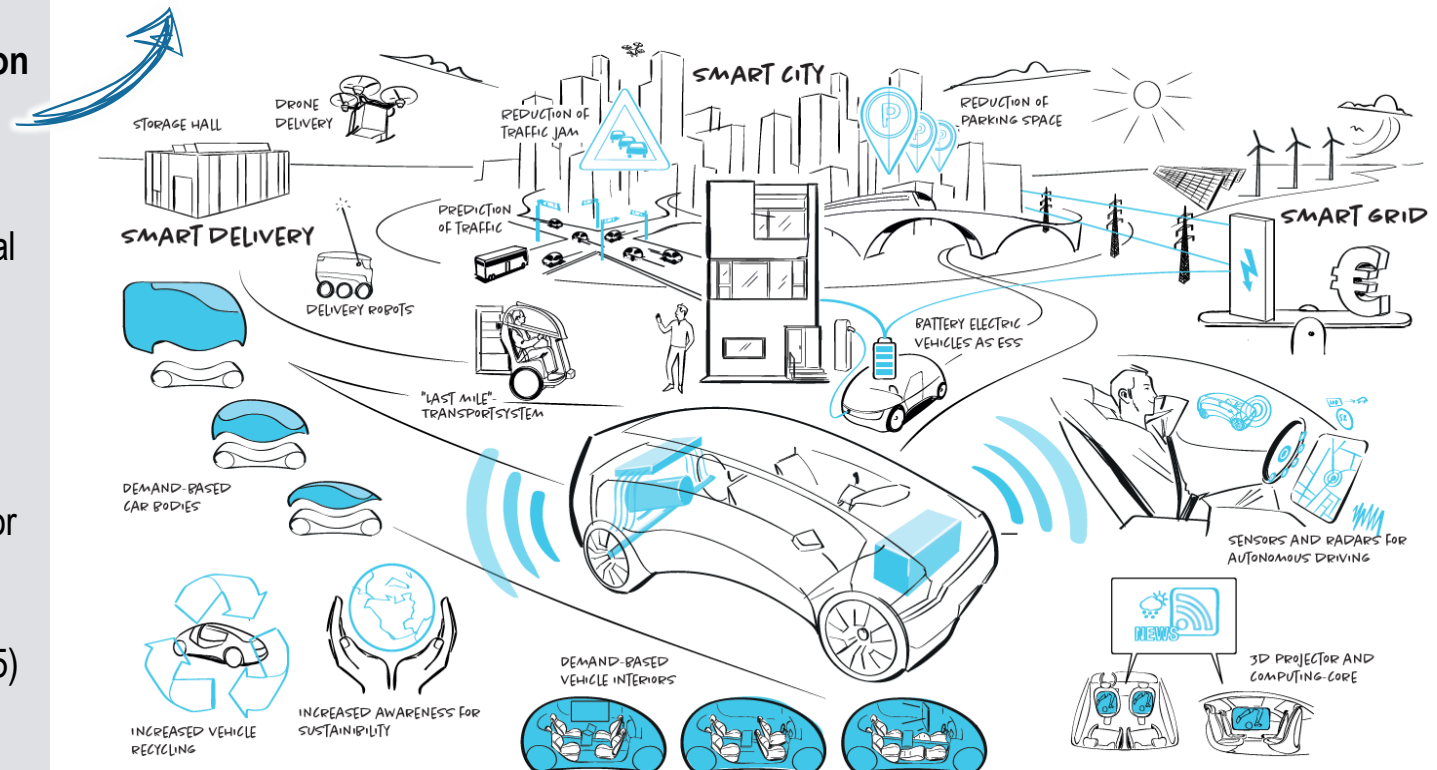 on
al
or
5)
SMART CITY
DRONE
DELIVERY
STORAGE HALL
REDUCTION OF
TRAFFIC JAM
P
P
P
REDUCTION OF
PARKING SPACE
PREDICTION
OF TRAFFIC
SMART DELIVERY
SMART GRID
€
DELIVERY ROBOTS
BATTERY ELECTRIC
VEHICLES AS ESS
"LAST MILE"-
TRANSPORTSYSTEM
DEMAND-BASED
CAR BODIES
SENSORS AND RADARS FOR
AUTONOMOUS DRIVING
NEWS
3D PROJECTOR AND
COMPUTING-CORE
DEMAND-BASED
VEHICLE INTERIORS
INCREASED VEHICLE
RECYCLING
INCREASED AWARENESS FOR
SUSTAINIBILITY